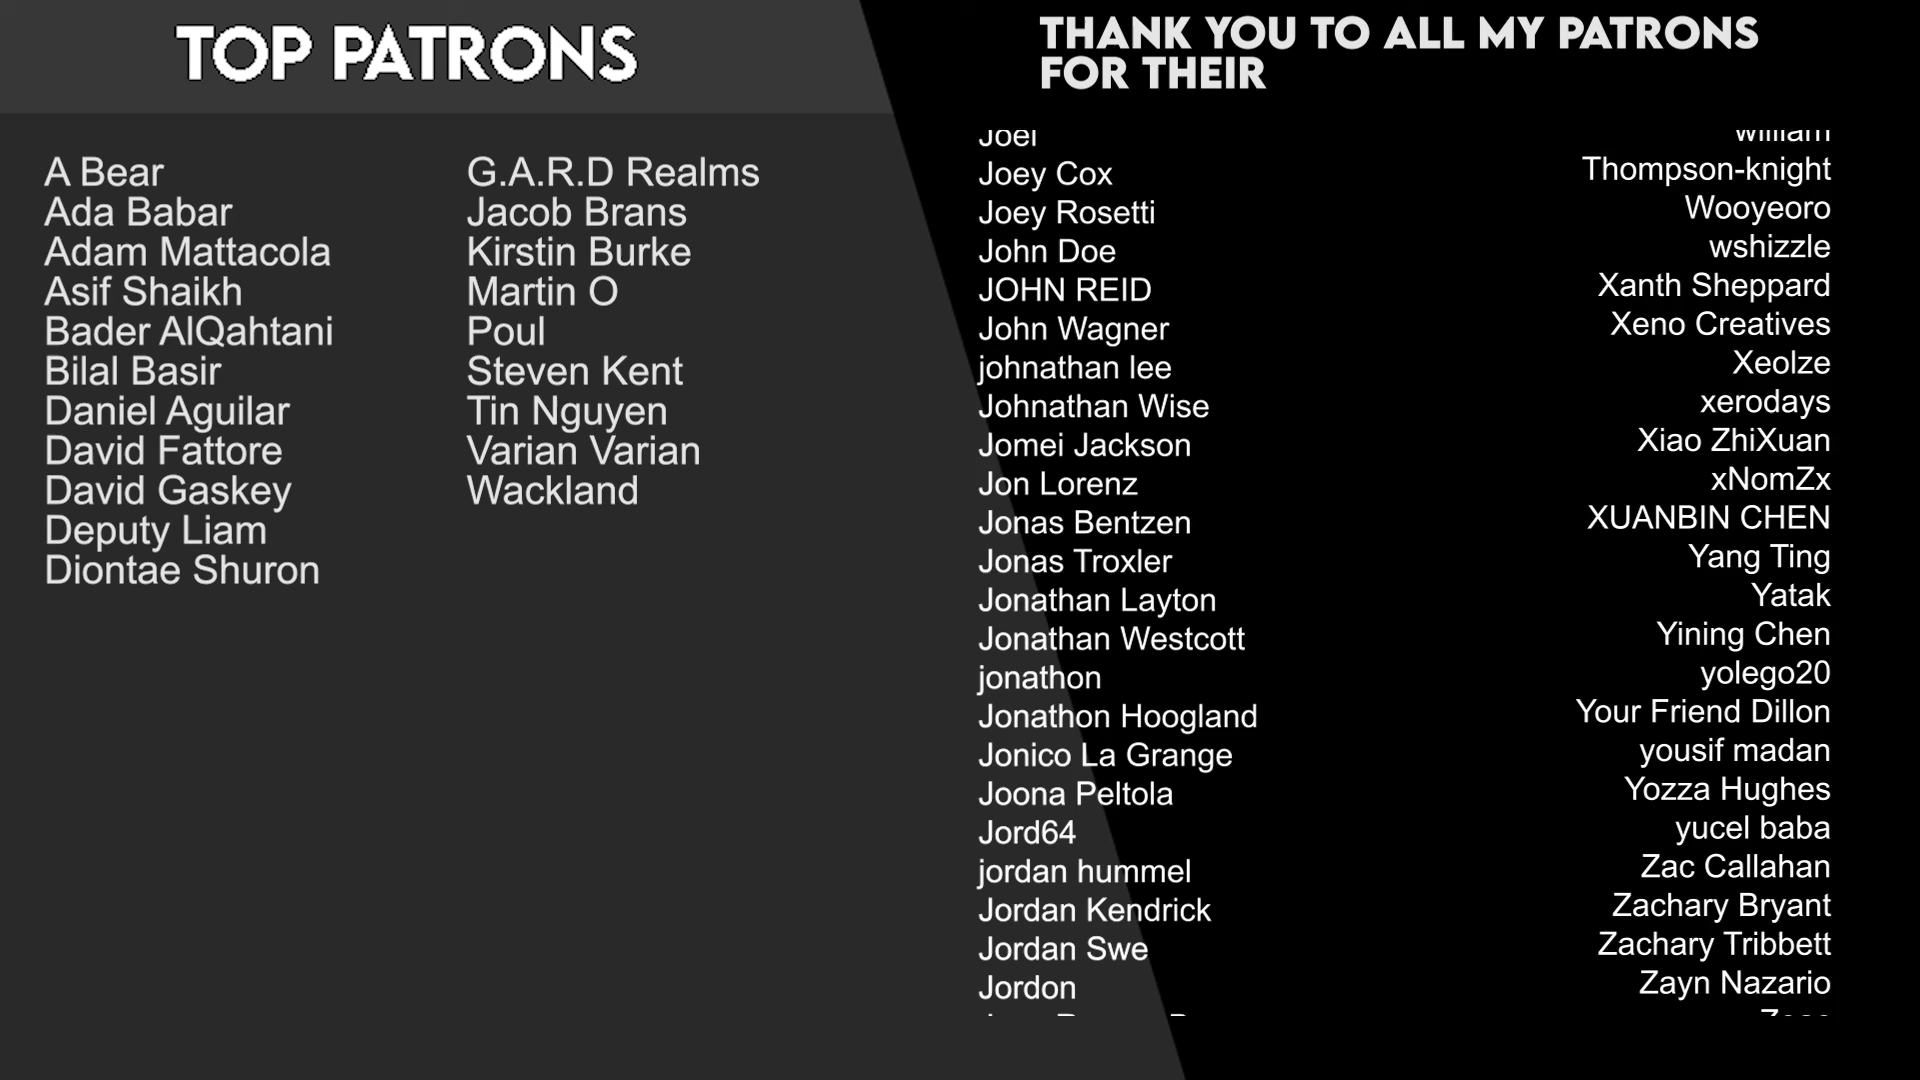 TOP PATRONS
A Bear
Ada Babar
Adam Mattacola
Asif Shaikh
Bader AlQahtani
Bilal Basir
Daniel Aguilar
David Fattore
David Gaskey
Deputy Liam
Diontae Shuron
G.A.R.D Realms
Jacob Brans
Kirstin Burke
Martin O
Poul
Steven Kent
Tin Nguyen
Varian Varian
Wackland
THANK YOU TO ALL MY PATRONS
FOR THEIR
Joel
Joey Cox
Joey Rosetti
John Doe
JOHN REID
John Wagner
johnathan lee
Johnathan Wise
Jomei Jackson
Jon Lorenz
Jonas Bentzen
Jonas Troxler
Jonathan Layton
Jonathan Westcott
jonathon
Jonathon Hoogland
Jonico La Grange
Joona Peltola
Jord64
jordan hummel
Jordan Kendrick
Jordan Swe
Jordon
william
Thompson-knight
Wooyeoro
wshizzle
Xanth Sheppard
Xeno Creatives
Xeolze
xerodays
Xiao ZhiXuan
xNomZx
XUANBIN CHEN
Yang Ting
Yatak
Yining Chen
yolego20
Your Friend Dillon
yousif madan
Yozza Hughes
yucel baba
Zac Callahan
Zachary Bryant
Zachary Tribbett
Zayn Nazario